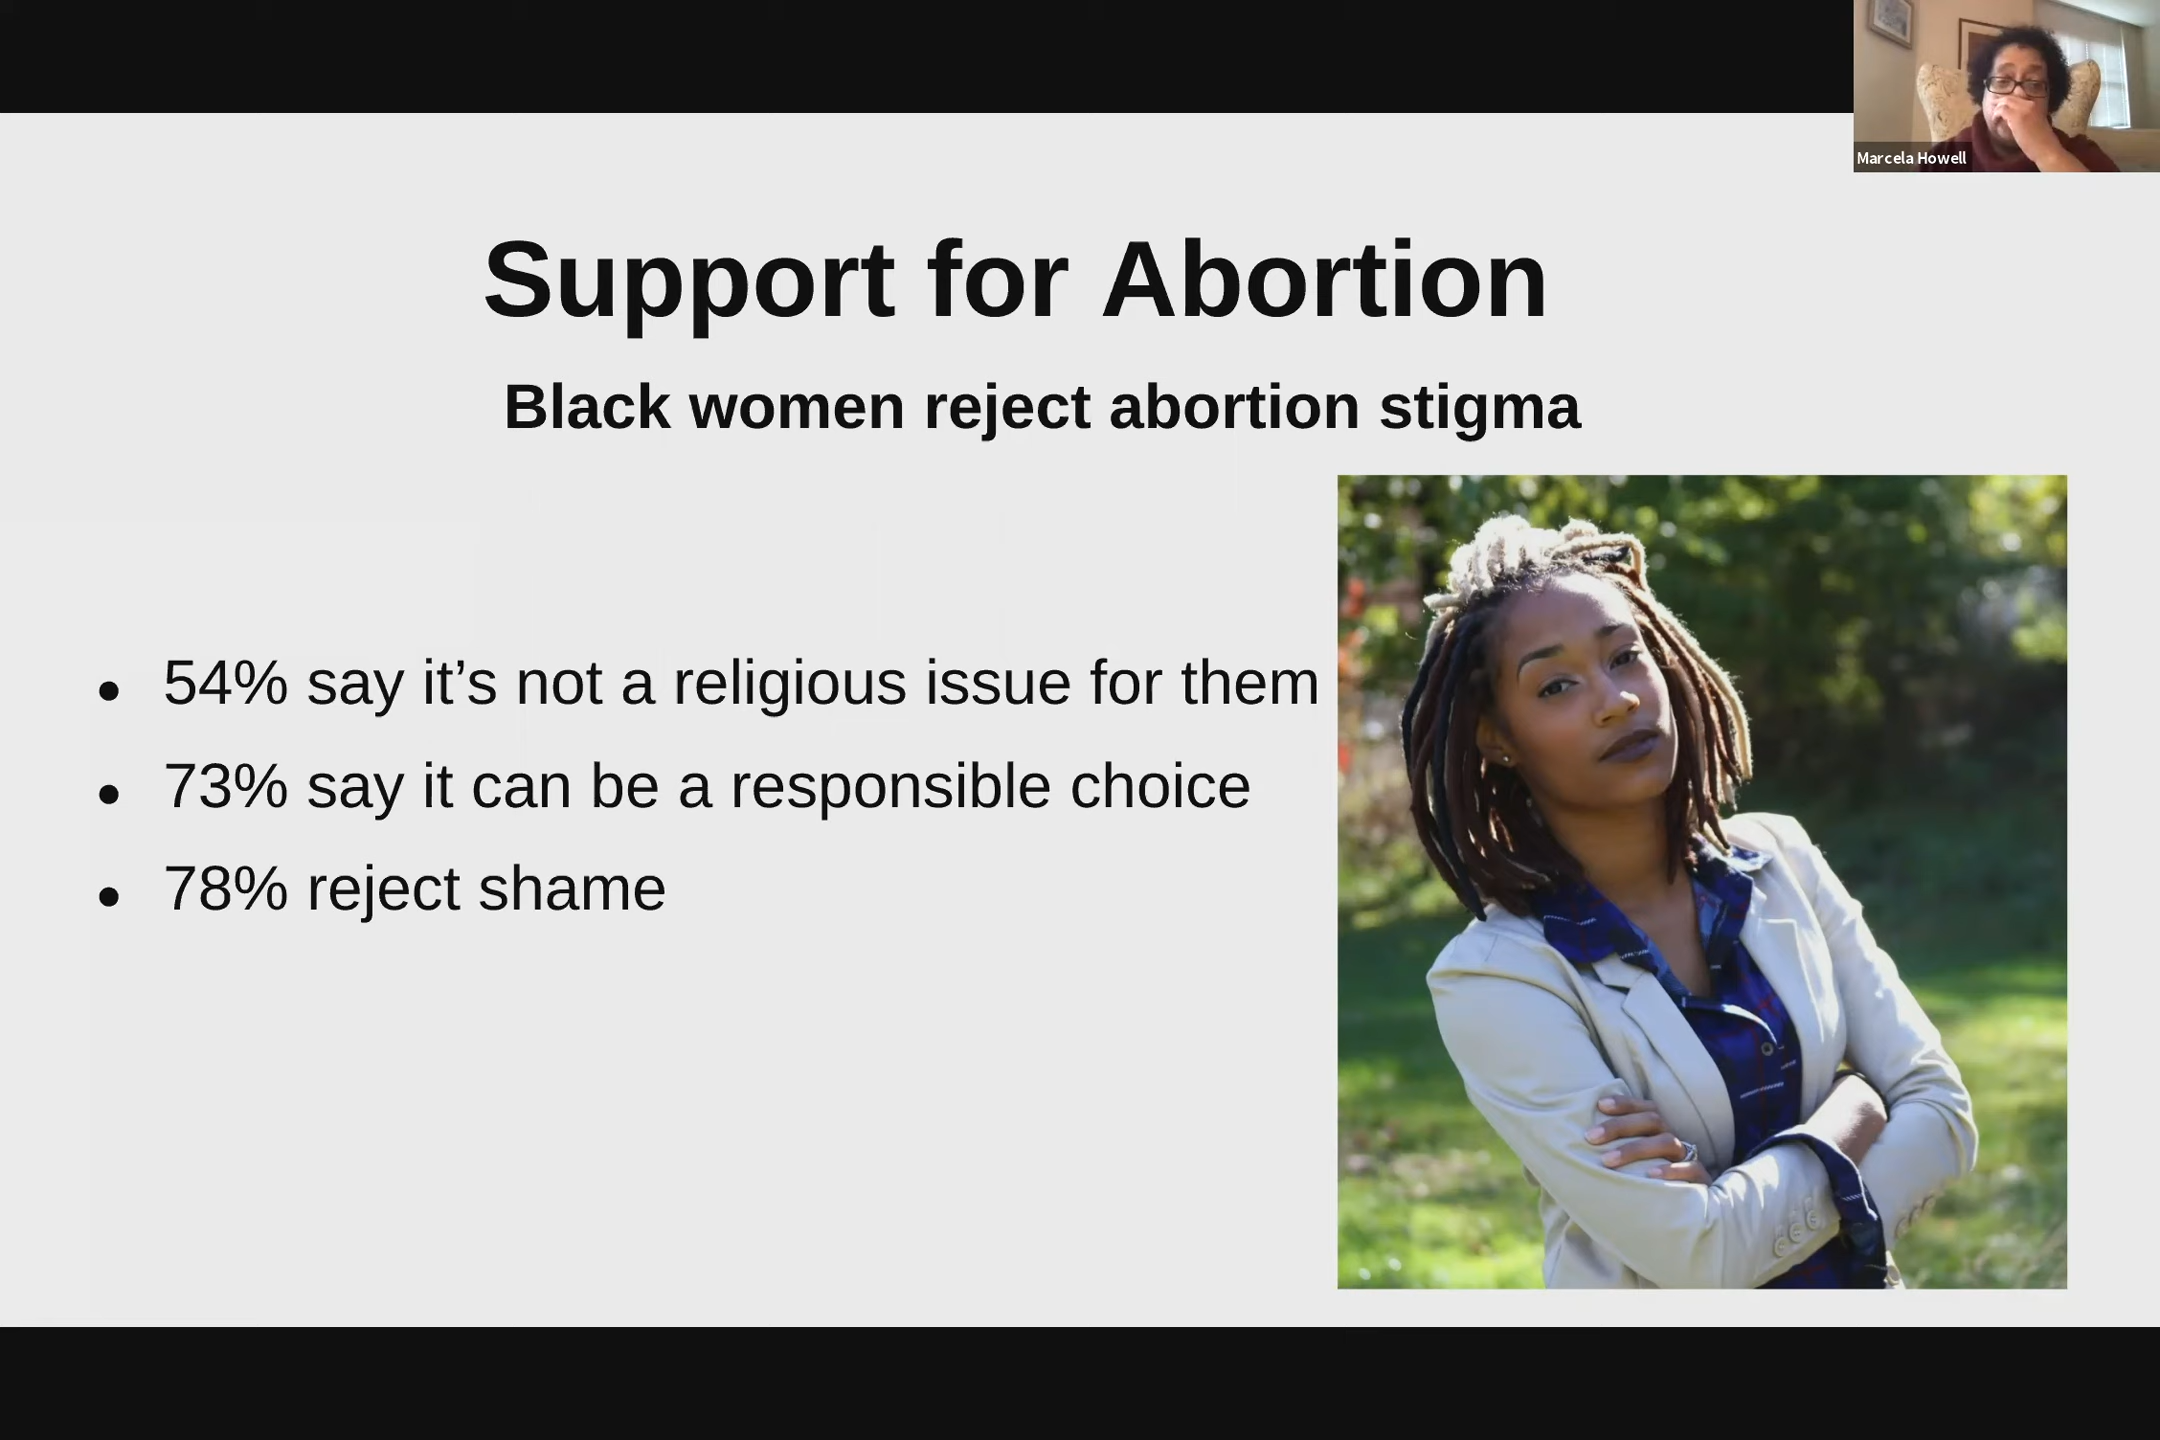 Marcela Howell
Support for Abortion
Black women reject abortion stigma
• 54% say it’s not a religious issue for them
• 73% say it can be a responsible choice
• 78% reject shame